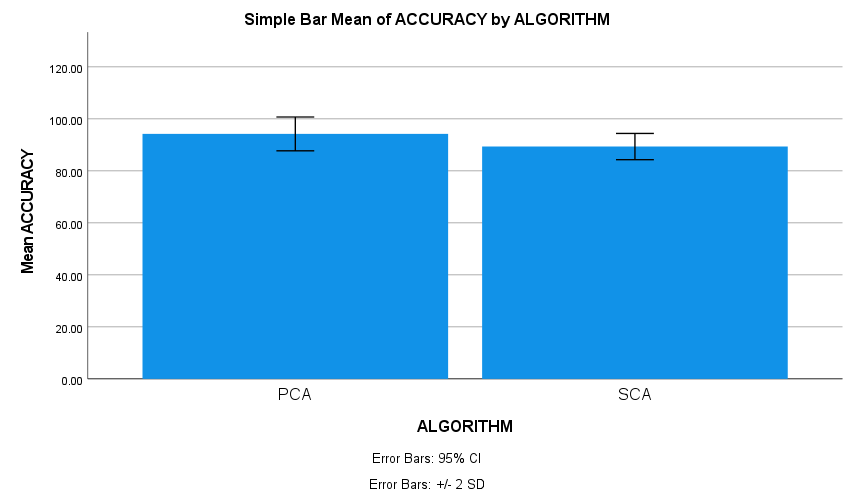 Simple Bar Mean of ACCURACY by ALGORITHM
120.00
100.00
80.00
60.00
40.00
20.00
0.00
Mean ACCURACY
PCA
SCA
ALGORITHM
Error Bars: 95% CI
Error Bars: +/- 2 SD